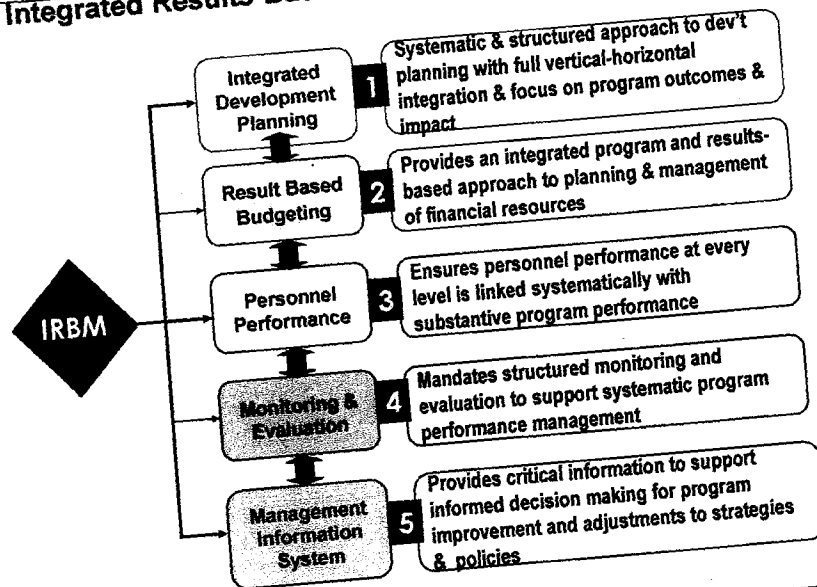 Integrated Results
Integrated
Development
Planning
1
Systematic & structured approach to dev't
planning with full vertical-horizontal
integration & focus on program outcomes &
impact
Result Based
Budgeting
2
Provides an integrated program and results-
based approach to planning & management
of financial resources
IRBM
Personnel
Performance
3
Ensures personnel performance at every
level is linked systematically with
substantive program performance
Monitoring &
Evaluation
4
Mandates structured monitoring and
evaluation to support systematic program
performance management
Management
Information
System
5
Provides critical information to support
informed decision making for program
improvement and adjustments to strategies
& policies